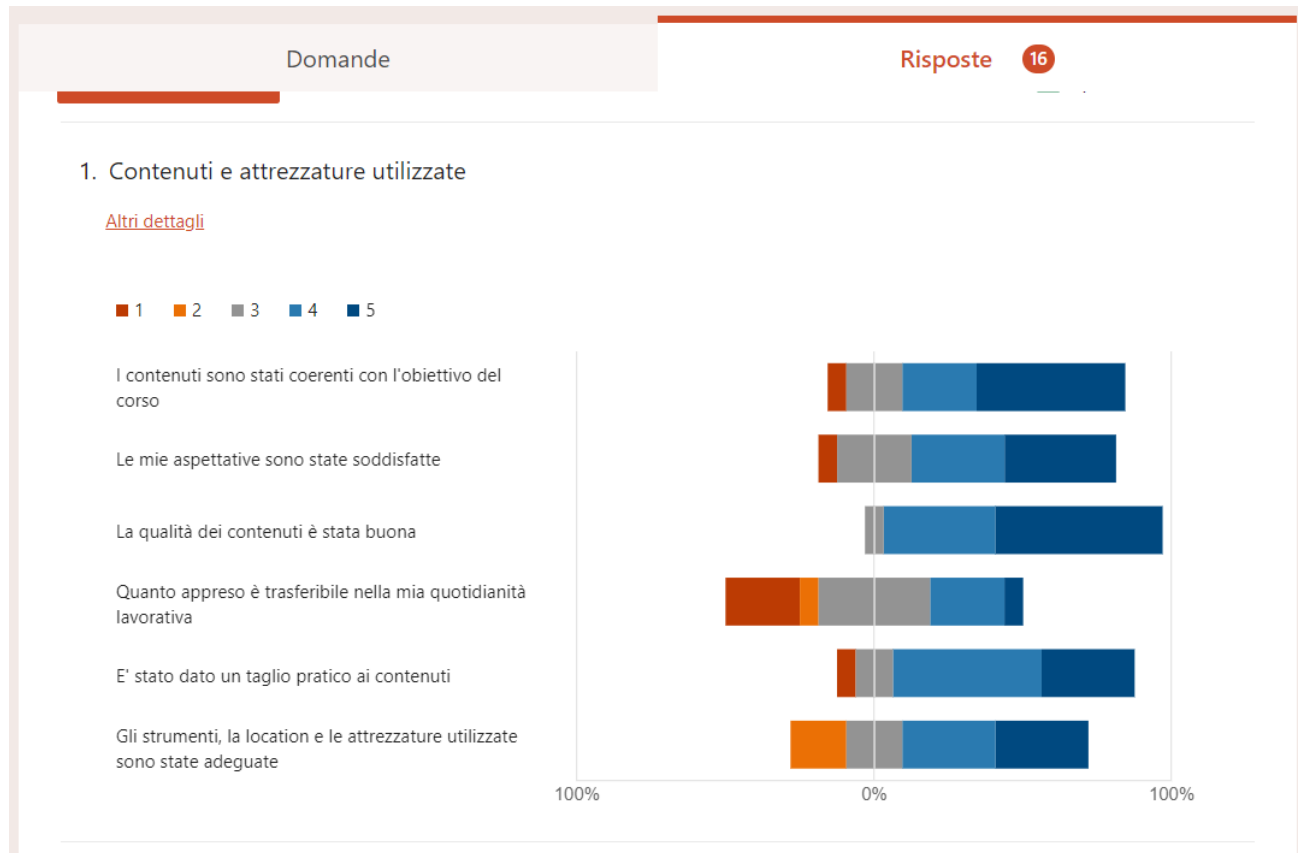 Domande
Risposte 16
1. Contenuti e attrezzature utilizzate
Altri dettagli
1 2 3 4 5
I contenuti sono stati coerenti con l'obiettivo del
corso
Le mie aspettative sono state soddisfatte
La qualità dei contenuti è stata buona
Quanto appreso è trasferibile nella mia quotidianità
lavorativa
E' stato dato un taglio pratico ai contenuti
Gli strumenti, la location e le attrezzature utilizzate
sono state adeguate
100% 0% 100%